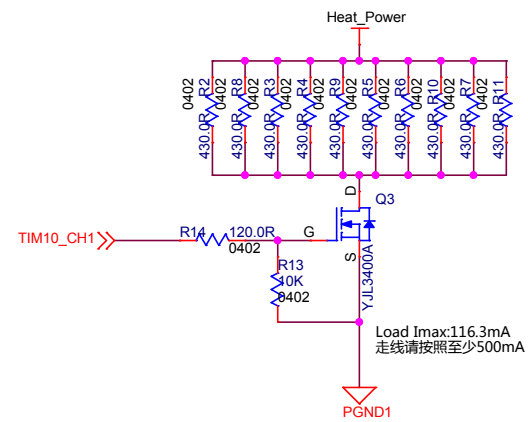 Heat_Power
R2 430.0R 0402
R8 430.0R 0402
R3 430.0R 0402
R4 430.0R 0402
R9 430.0R 0402
R5 430.0R 0402
R6 430.0R 0402
R10 430.0R 0402
R7 430.0R 0402
R11 430.0R 0402
D
Q3
TIM10_CH1
R14
120.0R
0402
G
S
YJL3400A
R13
10K
0402
Load Imax:116.3mA
走线请按照至少500mA
PGND1